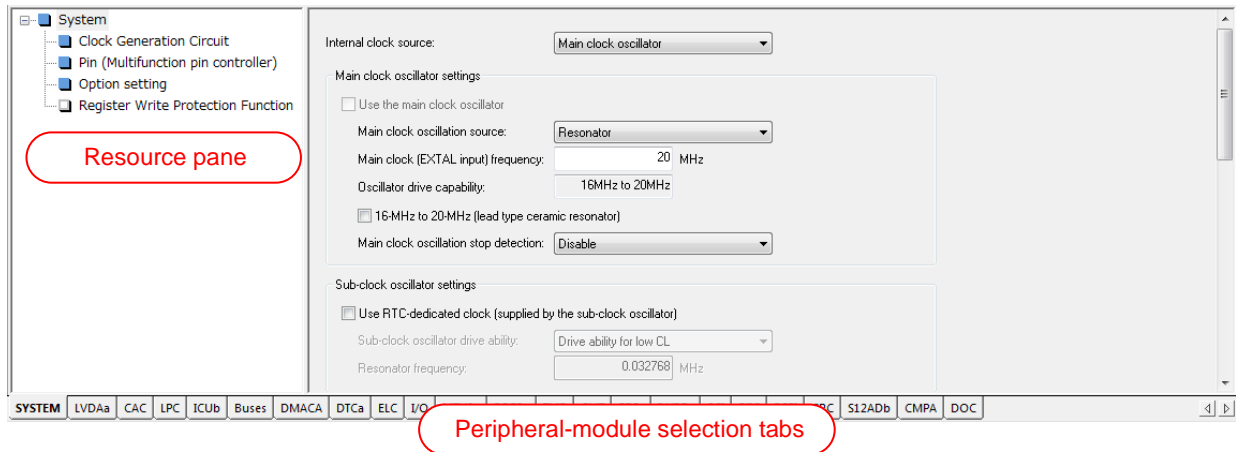 System
Clock Generation Circuit
Pin (Multifunction pin controller)
Option setting
Register Write Protection Function
Resource pane
Internal clock source: Main clock oscillator
Main clock oscillator settings
Use the main clock oscillator
Main clock oscillation source: Resonator
Main clock (EXTAL input) frequency: 20 MHz
Oscillator drive capability: 16MHz to 20MHz
16-MHz to 20-MHz (lead type ceramic resonator)
Main clock oscillation stop detection: Disable
Sub-clock oscillator settings
Use RTC-dedicated clock (supplied by the sub-clock oscillator)
Sub-clock oscillator drive ability: Drive ability for low CL
Resonator frequency: 0.032768 MHz
SYSTEM LVDAa CAC LPC ICUb Buses DMACA DTCa ELC I/O S12ADb CMPA DOC
Peripheral-module selection tabs